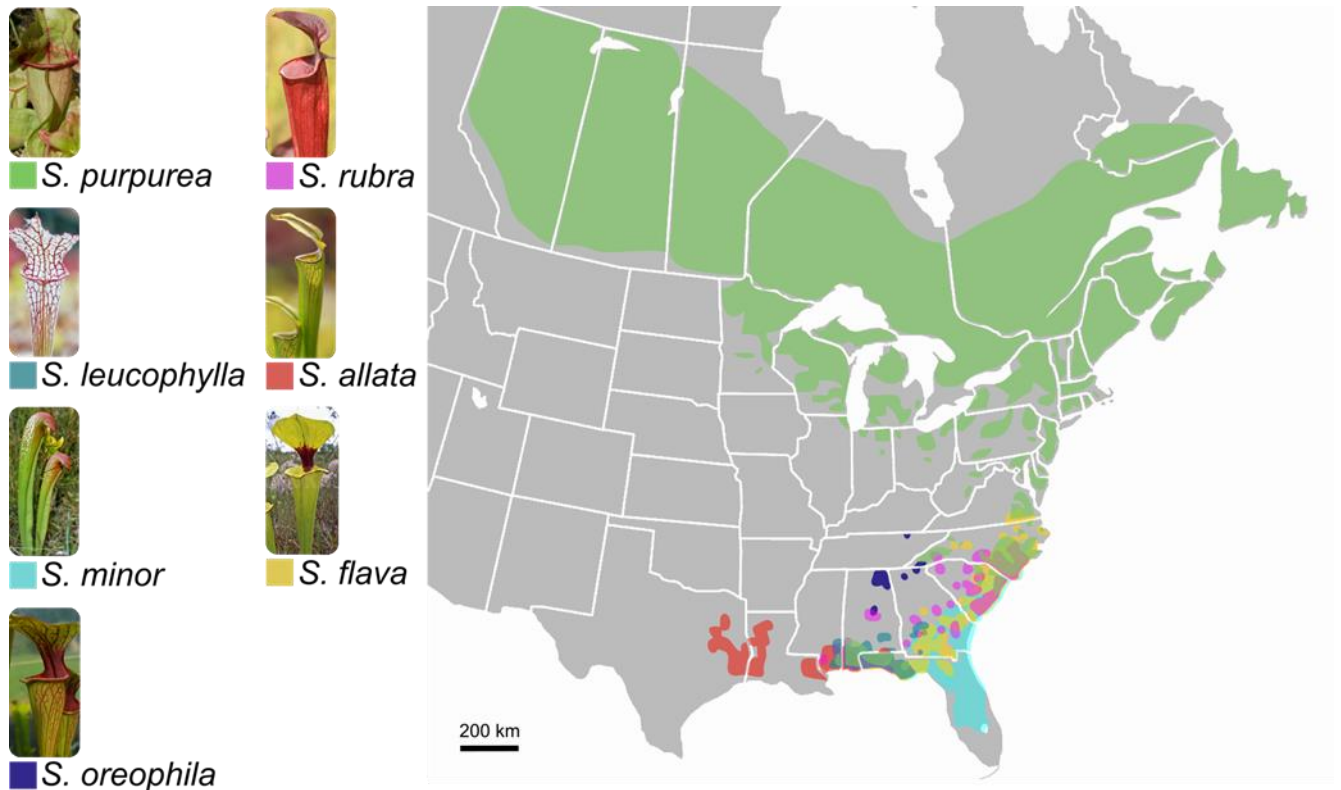 S. purpurea
S. rubra
S. leucophylla
S. allata
S. minor
S. flava
S. oreophila
200 km